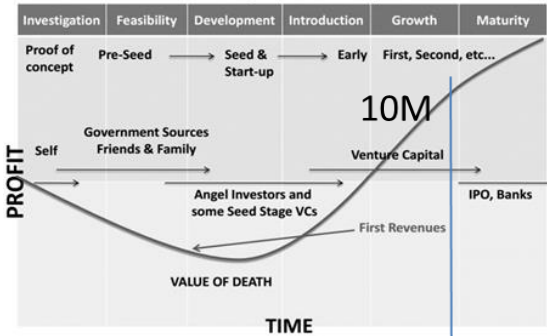 Investigation Feasibility Development Introduction Growth Maturity
Proof of
concept
Pre-Seed
Seed &
Start-up
Early
First, Second, etc...
10M
Government Sources
Friends & Family
Self
Venture Capital
PROFIT
Angel Investors and
some Seed Stage VCs
IPO, Banks
First Revenues
VALUE OF DEATH
TIME